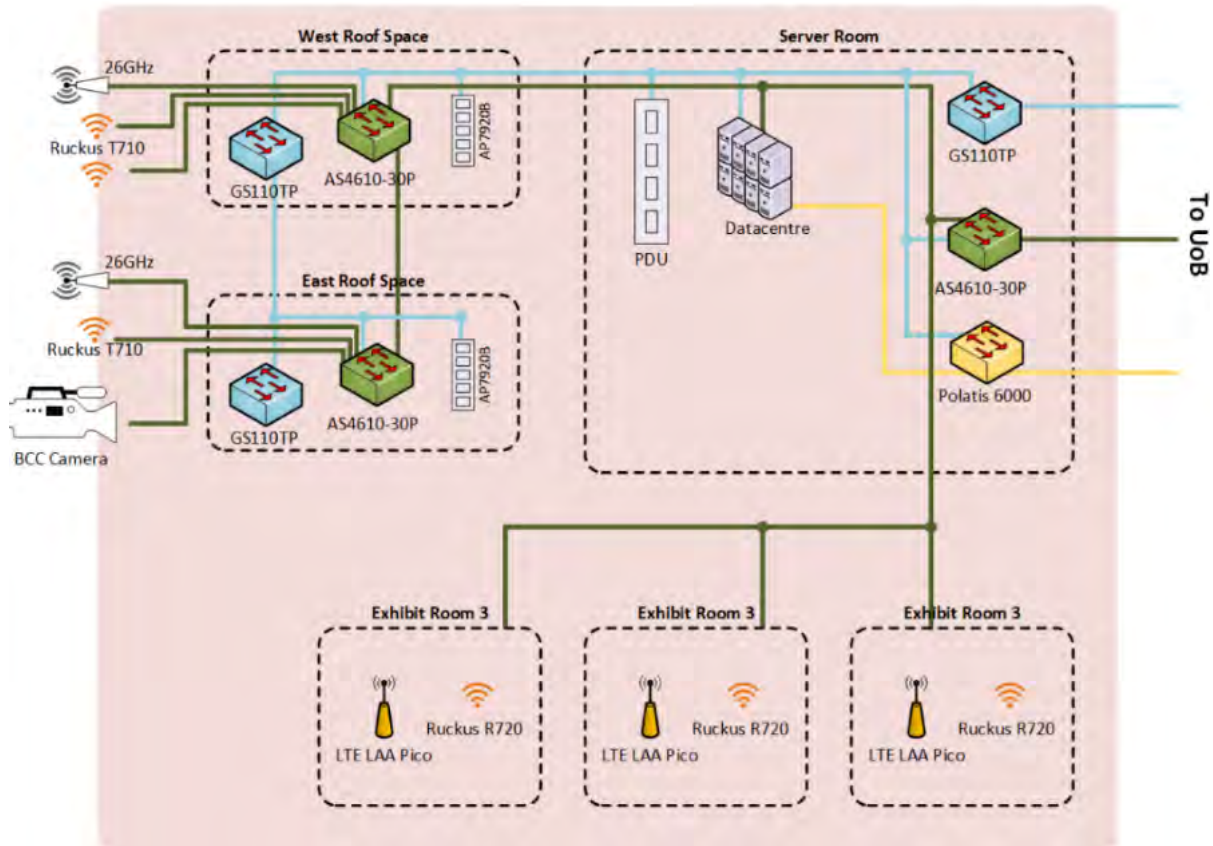 West Roof Space
26GHz
Ruckus T710
GS110TP
AS4610-30P
AP7920B
East Roof Space
26GHz
Ruckus T710
BCC Camera
GS110TP
AS4610-30P
AP7920B
Server Room
PDU
Datacentre
GS110TP
AS4610-30P
Polatis 6000
To UoB
Exhibit Room 3
LTE LAA Pico
Ruckus R720
Exhibit Room 3
LTE LAA Pico
Ruckus R720
Exhibit Room 3
LTE LAA Pico
Ruckus R720